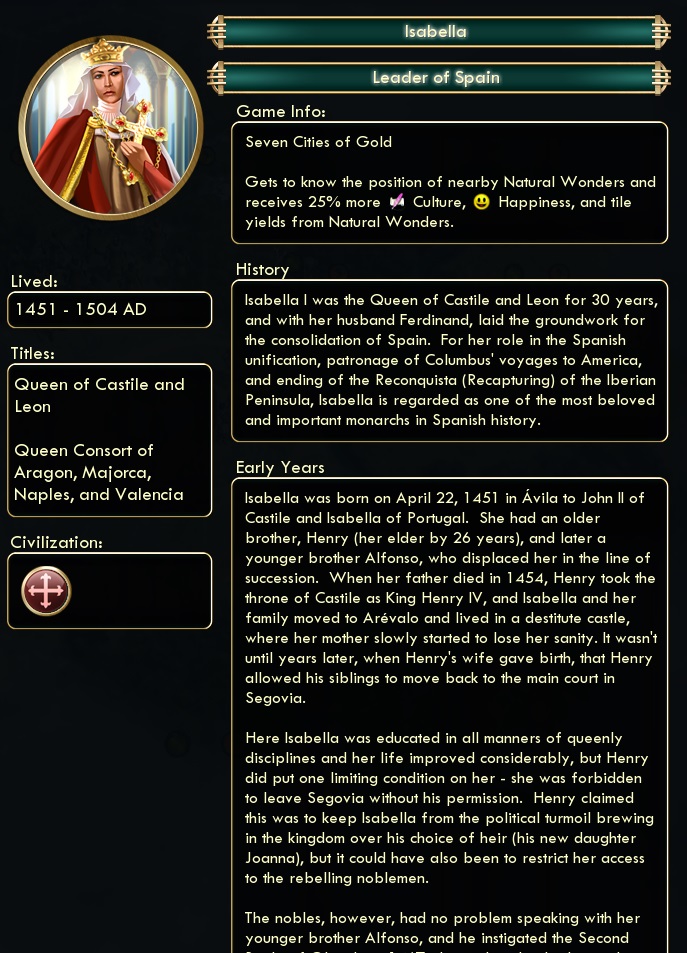 Isabella
Leader of Spain
Game Info:
Seven Cities of Gold
Gets to know the position of nearby Natural Wonders and
receives 25% more Culture, Happiness, and tile
yields from Natural Wonders.
Lived:
1451 - 1504 AD
Titles:
Queen of Castile and
Leon
Queen Consort of
Aragon, Majorca,
Naples, and Valencia
Civilization:
History
Isabella I was the Queen of Castile and Leon for 30 years,
and with her husband Ferdinand, laid the groundwork for
the consolidation of Spain. For her role in the Spanish
unification, patronage of Columbus' voyages to America,
and ending of the Reconquista (Recapturing) of the Iberian
Peninsula, Isabella is regarded as one of the most beloved
and important monarchs in Spanish history.
Early Years
Isabella was born on April 22, 1451 in Ávila to John II of
Castile and Isabella of Portugal. She had an older
brother, Henry (her elder by 26 years), and later a
younger brother Alfonso, who displaced her in the line of
succession. When her father died in 1454, Henry took the
throne of Castile as King Henry IV, and Isabella and her
family moved to Arévalo and lived in a destitute castle,
where her mother slowly started to lose her sanity. It wasn't
until years later, when Henry's wife gave birth, that Henry
allowed his siblings to move back to the main court in
Segovia.
Here Isabella was educated in all manners of queenly
disciplines and her life improved considerably, but Henry
did put one limiting condition on her - she was forbidden
to leave Segovia without his permission. Henry claimed
this was to keep Isabella from the political turmoil brewing
in the kingdom over his choice of heir (his new daughter
Joanna), but it could have also been to restrict her access
to the rebelling noblemen.
The nobles, however, had no problem speaking with her
younger brother Alfonso, and he instigated the Second